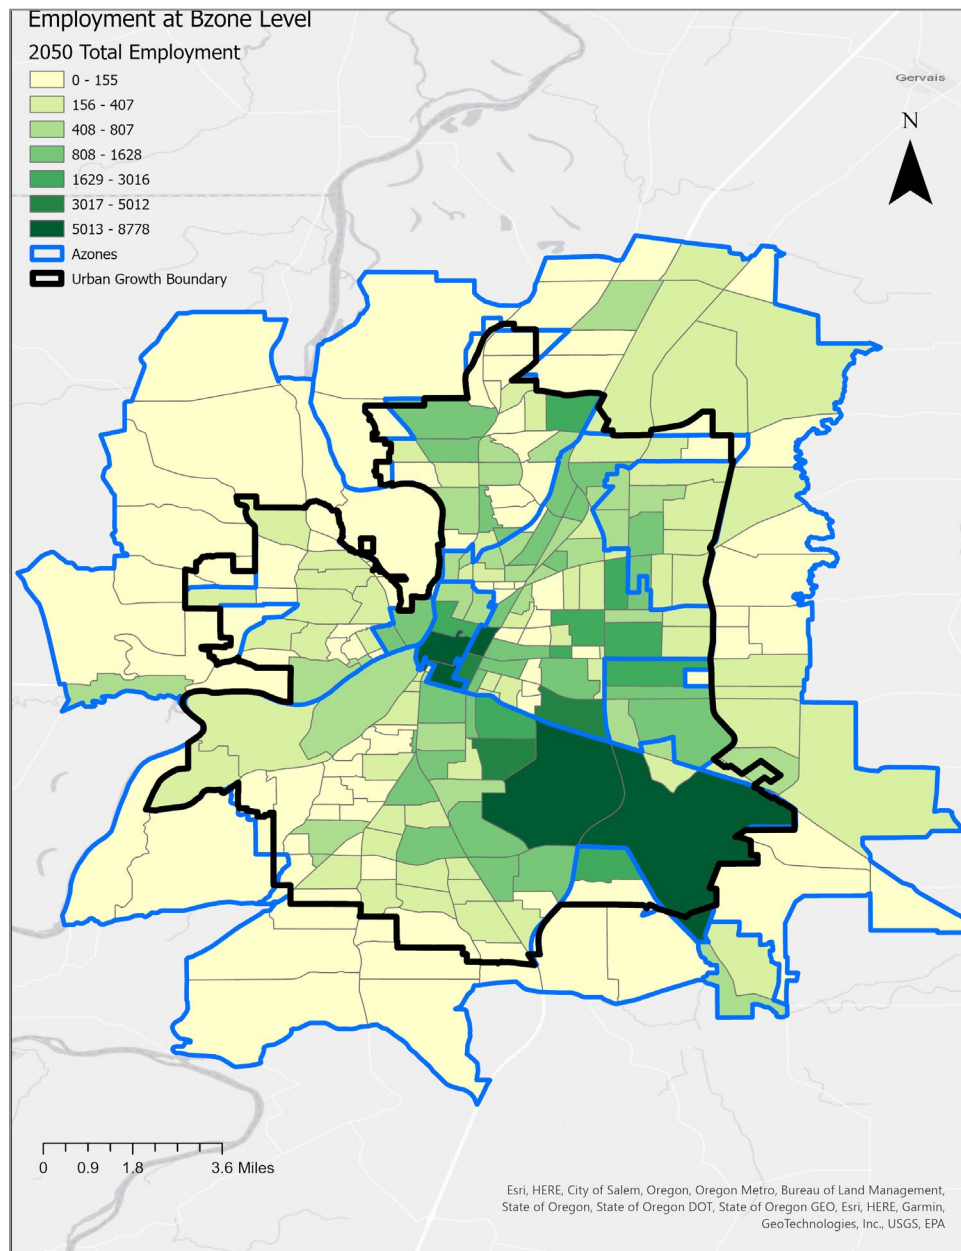 Employment at Bzone Level
2050 Total Employment
0 - 155
156 - 407
408 - 807
808 - 1628
1629 - 3016
3017 - 5012
5013 - 8778
Azones
Urban Growth Boundary
Gervais
N
0 0.9 1.8 3.6 Miles
Esri, HERE, City of Salem, Oregon, Oregon Metro, Bureau of Land Management,
State of Oregon, State of Oregon DOT, State of Oregon GEO, Esri, HERE, Garmin,
GeoTechnologies, Inc., USGS, EPA